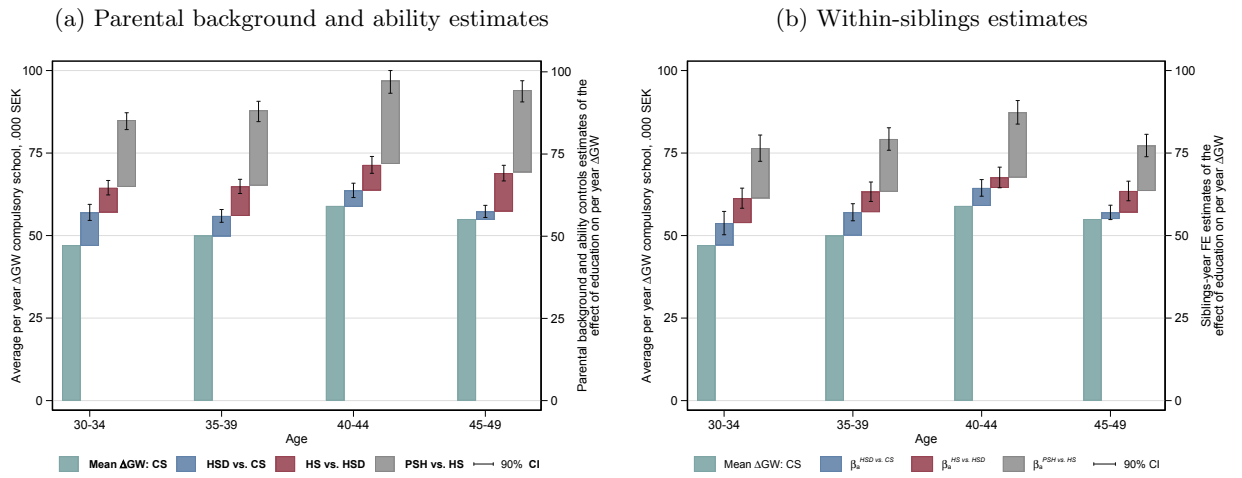 (a) Parental background and ability estimates
Average per year ΔGW compulsory school, .000 SEK
100
75
50
25
0
100
75
50
25
0
Parental background and ability controls estimates of the
effect of education on per year ΔGW
30-34
35-39
40-44
45-49
Age
Mean ΔGW: CS
HSD vs. CS
HS vs. HSD
PSH vs. HS
90% CI
(b) Within-siblings estimates
Average per year ΔGW compulsory school, .000 SEK
100
75
50
25
0
100
75
50
25
0
Siblings-year FE estimates of the
effect of education on per year ΔGW
30-34
35-39
40-44
45-49
Age
Mean ΔGW: CS
βa HSD vs. CS
βa HS vs. HSD
βa PSH vs. HS
90% CI